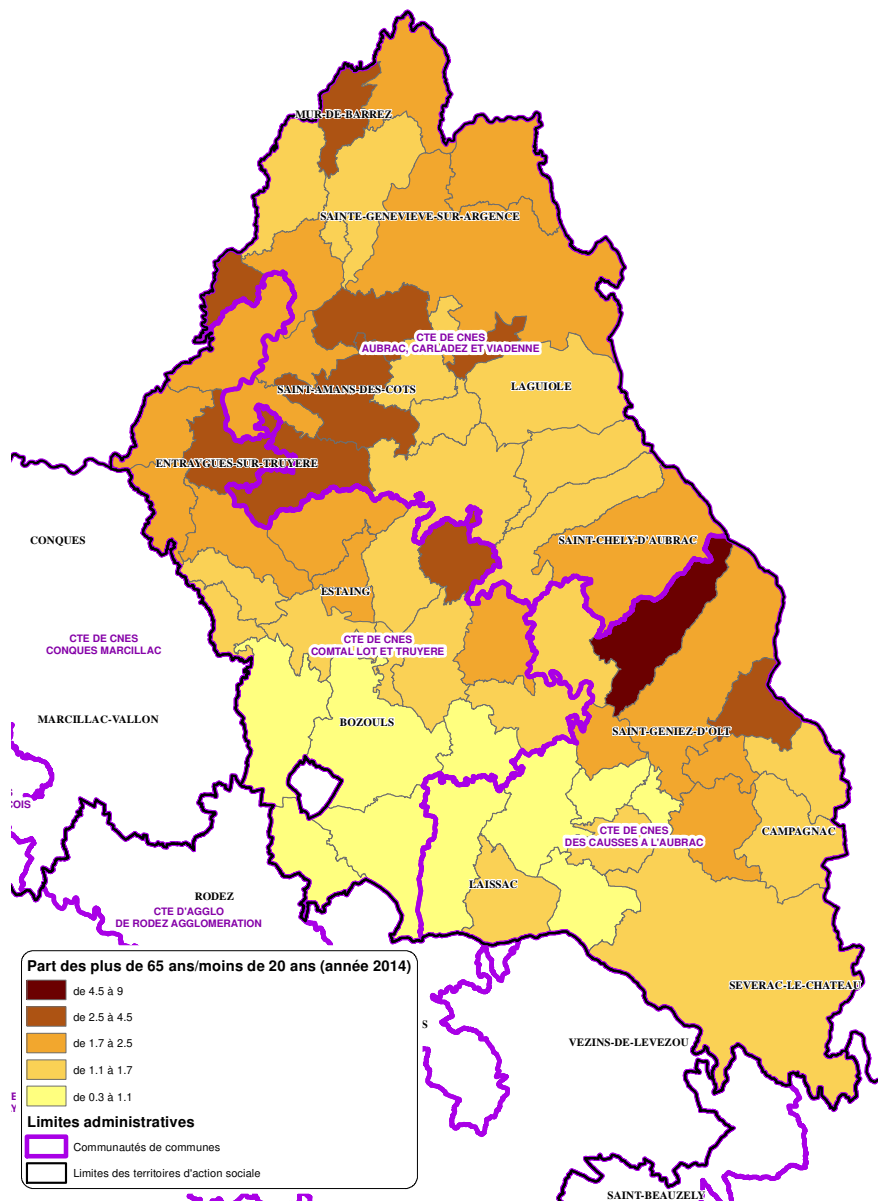 MUR-DE-BARREZ
SAINTE-GENEVIEVE-SUR-ARGENCE
CTE DE CNES
AUBRAC, CARLADEZ ET VIADENNE
SAINT-AMANS-DES-COTS
LAGUIOLE
ENTRAYGUES-SUR-TRUYERE
CONQUES
SAINT-CHELY-D'AUBRAC
ESTAING
CTE DE CNES
CONQUES MARCILLAC
CTE DE CNES
COMTAL LOT ET TRUYERE
MARCILLAC-VALLON
BOZOULS
SAINT-GENIEZ-D'OLT
S
COIS
CTE DE CNES
DES CAUSSES A L'AUBRAC
CAMPAGNAC
LAISSAC
RODEZ
CTE D'AGGLO
DE RODEZ AGGLOMERATION
Part des plus de 65 ans/moins de 20 ans (année 2014)
de 4.5 à 9
de 2.5 à 4.5
de 1.7 à 2.5
de 1.1 à 1.7
de 0.3 à 1.1
Limites administratives
Communautés de communes
Limites des territoires d'action sociale
SEVERAC-LE-CHATEAU
S
VEZINS-DE-LEVEZOU
E
Y
SAINT-BEAUZELY